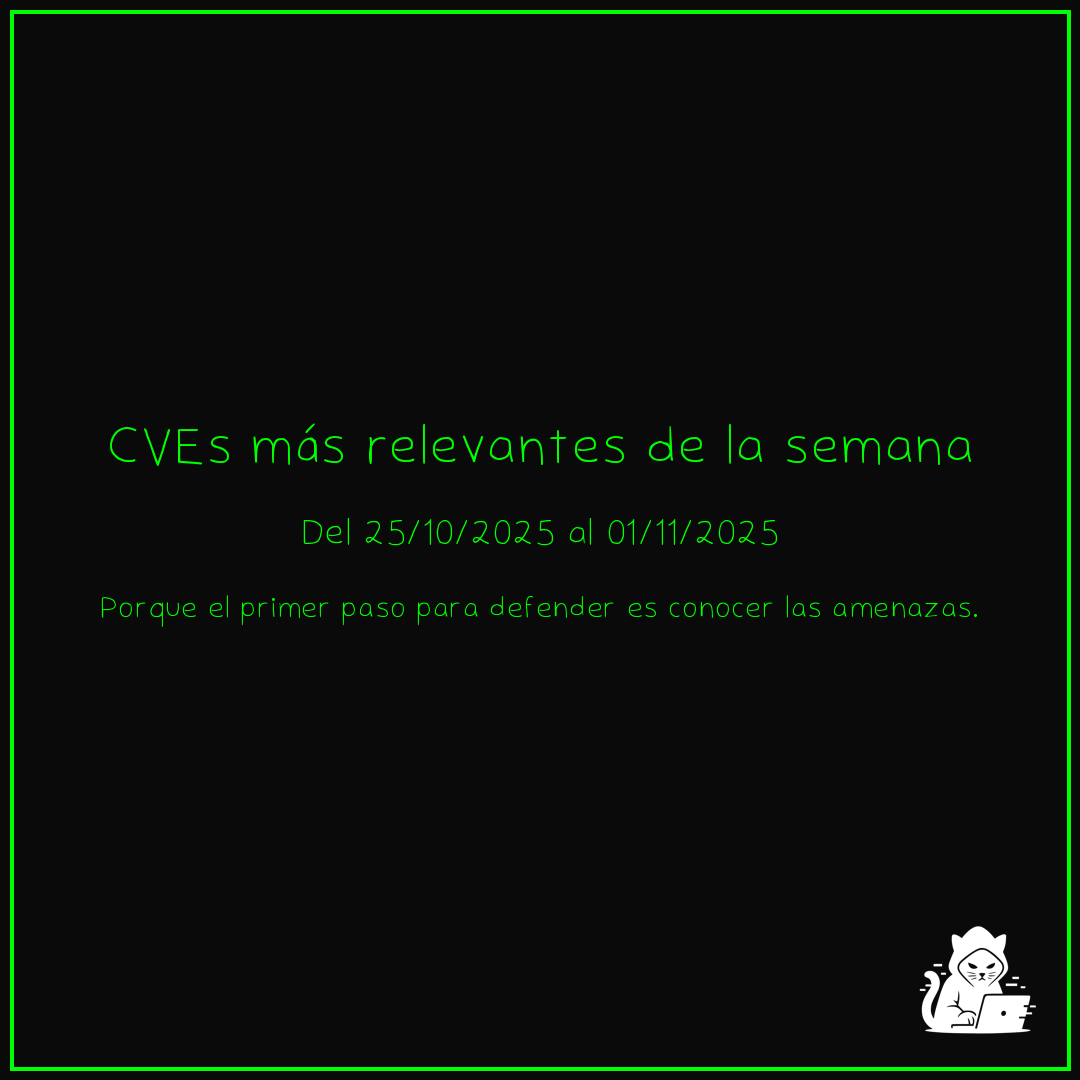 CVEs más relevantes de la semana
Del 25/10/2025 al 01/11/2025
Porque el primer paso para defender es conocer las amenazas.